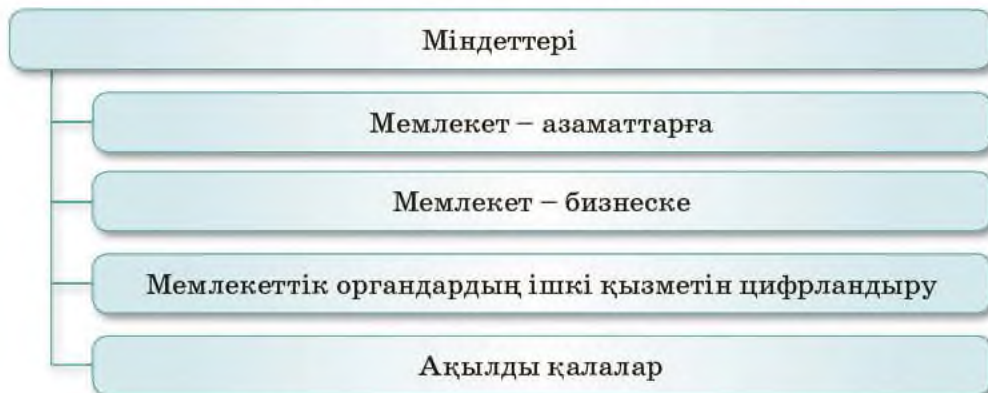 Міндеттері
Мемлекет – азаматтарға
Мемлекет – бизнеске
Мемлекеттік органдардың ішкі қызметін цифрландыру
Ақылды қалалар